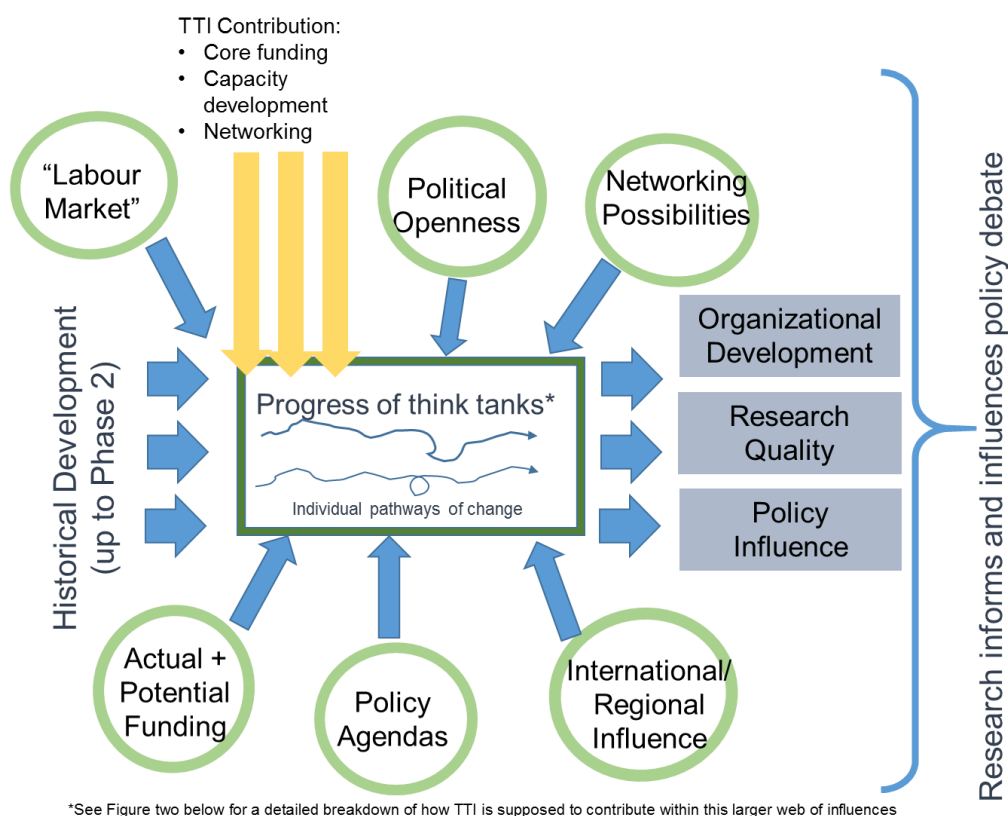 TTI Contribution:
• Core funding
• Capacity
development
• Networking
“Labour
Market”
Political
Openness
Networking
Possibilities
Historical Development
(up to Phase 2)
Progress of think tanks*
Individual pathways of change
Organizational
Development
Research
Quality
Policy
Influence
Research informs and influences policy debate
Actual +
Potential
Funding
Policy
Agendas
International/
Regional
Influence
*See Figure two below for a detailed breakdown of how TTI is supposed to contribute within this larger web of influences